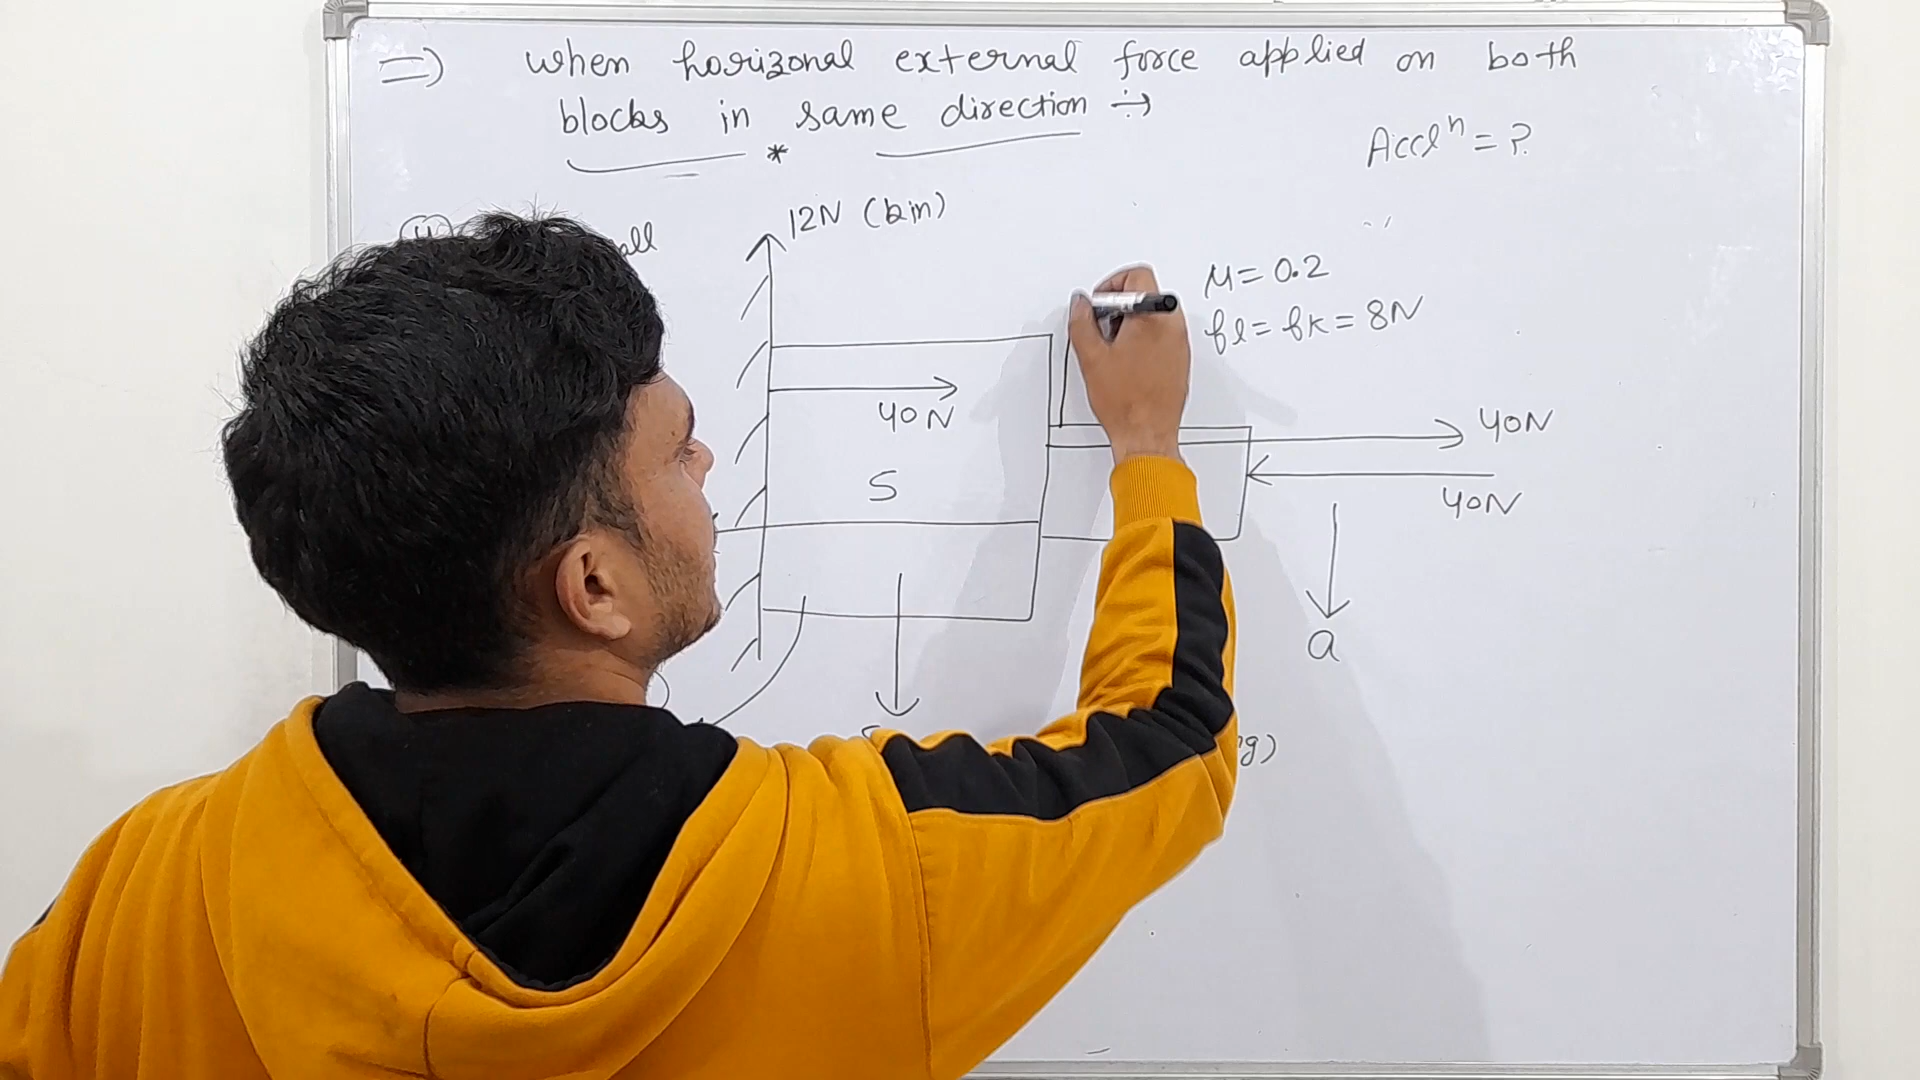 =) when horizonal external force applied on both
blocks in same direction ÷→
*
Accl^n = ?
12N (kin)
all
μ = 0.2
fl = fk = 8N
40N
40N
40N
S
a
g)